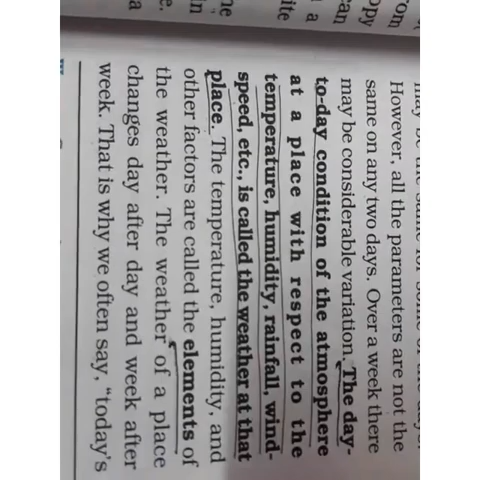 However, all the parameters are not the
same on any two days. Over a week there
may be considerable variation. The day-
to-day condition of the atmosphere
at a place with respect to the
temperature, humidity, rainfall, wind-
speed, etc., is called the weather at that
place. The temperature, humidity, and
other factors are called the elements of
the weather. The weather of a place
changes day after day and week after
week. That is why we often say, “today's